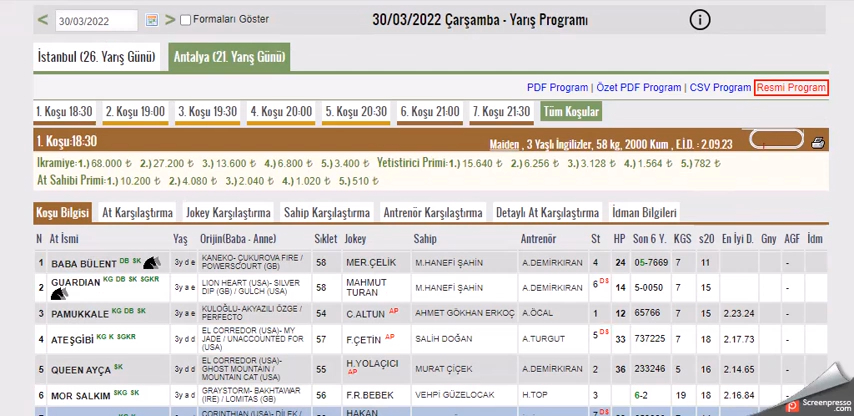 30/03/2022
Formaları Göster
30/03/2022 Çarşamba - Yarış Programı
İstanbul (26. Yarış Günü) Antalya (21. Yarış Günü)
PDF Program | Özet PDF Program | CSV Program Resmi Program
1. Koşu 18:30 2. Koşu 19:00 3. Koşu 19:30 4. Koşu 20:00 5. Koşu 20:30 6. Koşu 21:00 7. Koşu 21:30 Tüm Koşular
1. Koşu:18:30 Maiden , 3 Yaşlı İngilizler, 58 kg, 2000 Kum , E.İ.D. : 2.09.23
İkramiye:1.) 68.000 ₺ 2.) 27.200 ₺ 3.) 13.600 ₺ 4.) 6.800 ₺ 5.) 3.400 ₺ Yetistirici Primi:1.) 15.640 ₺ 2.) 6.256 ₺ 3.) 3.128 ₺ 4.) 1.564 ₺ 5.) 782 ₺
At Sahibi Primi:1.) 10.200 ₺ 2.) 4.080 ₺ 3.) 2.040 ₺ 4.) 1.020 ₺ 5.) 510 ₺
Koşu Bilgisi At Karşılaştırma Jokey Karşılaştırma Sahip Karşılaştırma Antrenör Karşılaştırma Detaylı At Karşılaştırma İdman Bilgileri
N At İsmi Yaş Orijin(Baba - Anne) Sıklet Jokey Sahip Antrenör St HP Son 6 Y. KGS s20 En İyi D. Gny AGF İdm
1 BABA BÜLENT DB SK 3y d e KANEKO- ÇUKUROVA FIRE / POWERSCOURT (GB) 58 MER.ÇELİK M.HANEFİ ŞAHİN A.DEMİRKIRAN 4 24 05-7669 7 11 -
2 GUARDIAN KG DB SK SGKR 3y a e LION HEART (USA)- SILVER DIP (GB) / GULCH (USA) 58 MAHMUT TURAN M.HANEFİ ŞAHİN A.DEMİRKIRAN 6 DS 14 5-0050 7 15 -
3 PAMUKKALE KG DB SK 3y a e KULOĞLU- AKYAZILI ÖZGE / PERFECTO 54 C.ALTUN AP AHMET GÖKHAN ERKOÇ A.ÖCAL 1 12 65766 7 15 2.23.24 -
4 ATEŞGİBİ KG K SGKR 3y d d EL CORREDOR (USA)- MY JADE / UNACCOUNTED FOR (USA) 57 F.ÇETİN AP SALİH DOĞAN A.TURGUT 5 DS 33 737225 7 18 2.17.73 -
5 QUEEN AYÇA SK 3y d d EL CORREDOR (USA)- GHOST MOUNTAIN / MOUNTAIN CAT (USA) 55 H.YOLAÇICI AP MURAT ÇİÇEK A.DEMİRKIRAN 2 36 233246 5 16 2.14.65 -
6 MOR SALKIM SKG SK 3y a d GRAYSTORM- BAKHTAWAR (IRE) / LOMITAS (GB) 56 F.R.BEBEK VEHPİ GÜZELOCAK H.TOP 3 6-2 19 18 2.16.84 -
CORINTHIAN (USA)- DİLEK / HAKAN DS
Screenpresso
.com